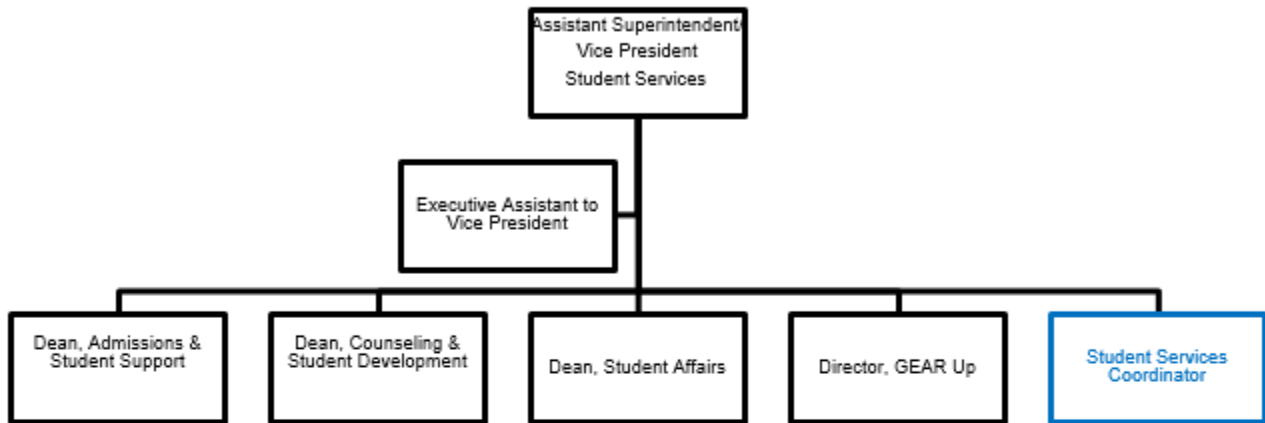 Assistant Superintendent/
Vice President
Student Services
Executive Assistant to
Vice President
Dean, Admissions &
Student Support
Dean, Counseling &
Student Development
Dean, Student Affairs
Director, GEAR Up
Student Services
Coordinator